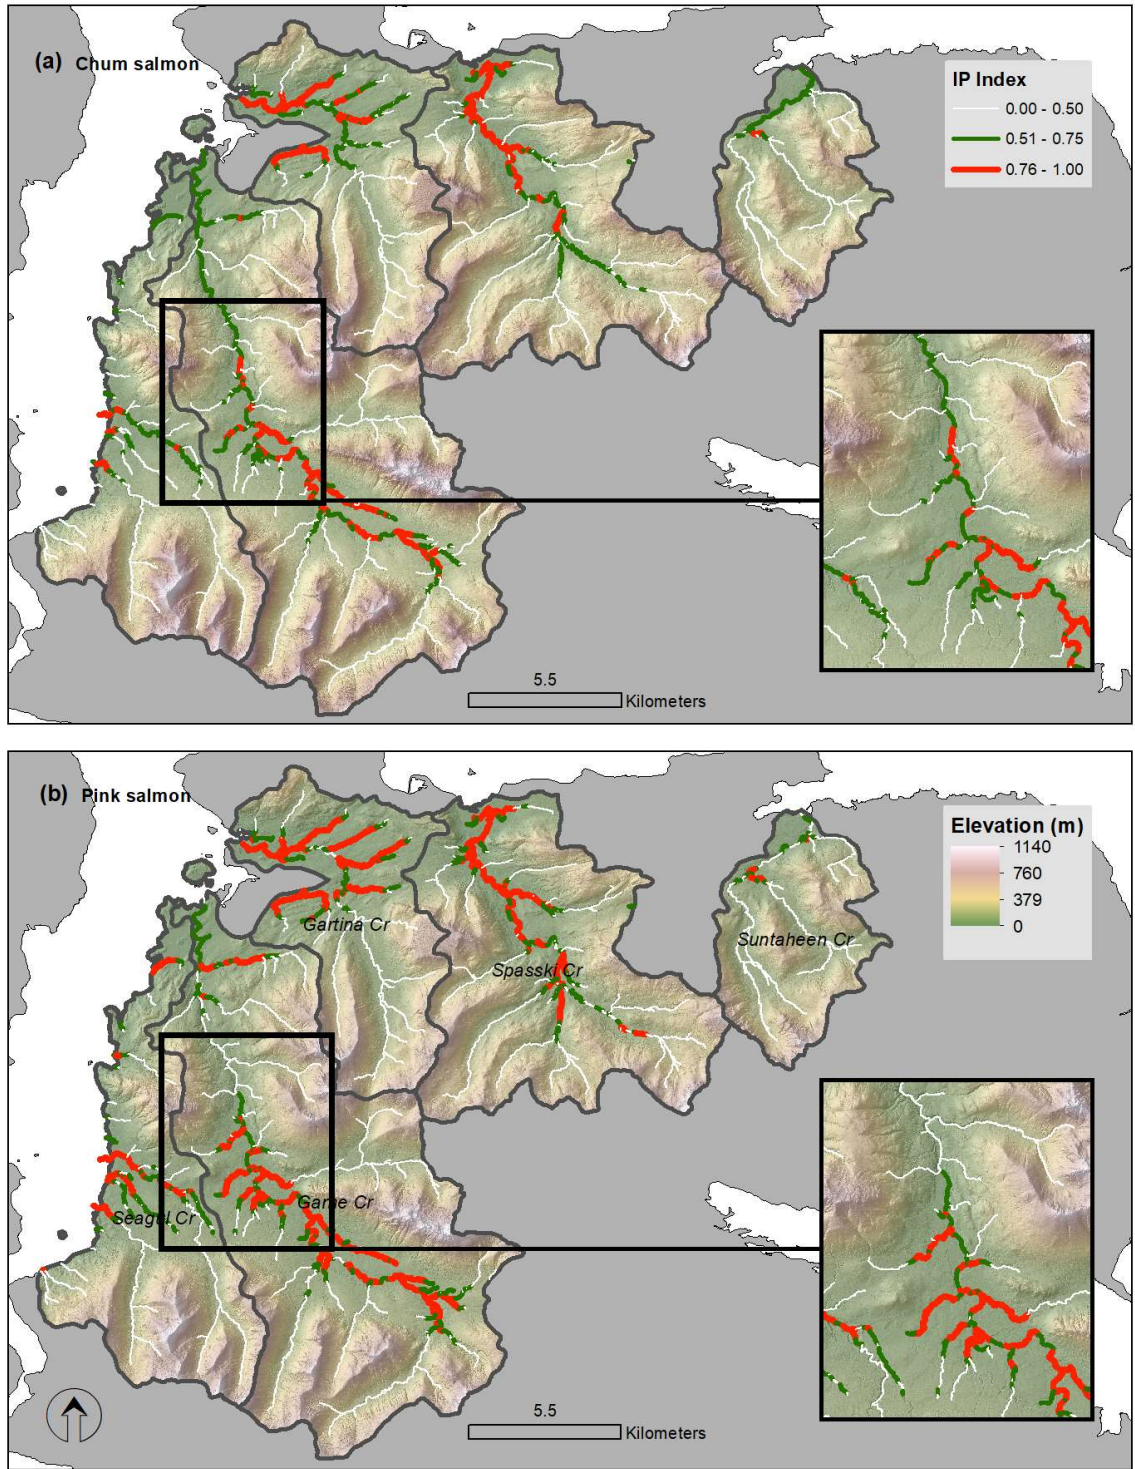 (a) Chum salmon
IP Index
0.00 - 0.50
0.51 - 0.75
0.76 - 1.00
5.5
Kilometers
(b) Pink salmon
Elevation (m)
1140
760
379
0
Gartina Cr
Suntaheen Cr
Spasski Cr
Game Cr
Seagull Cr
5.5
Kilometers